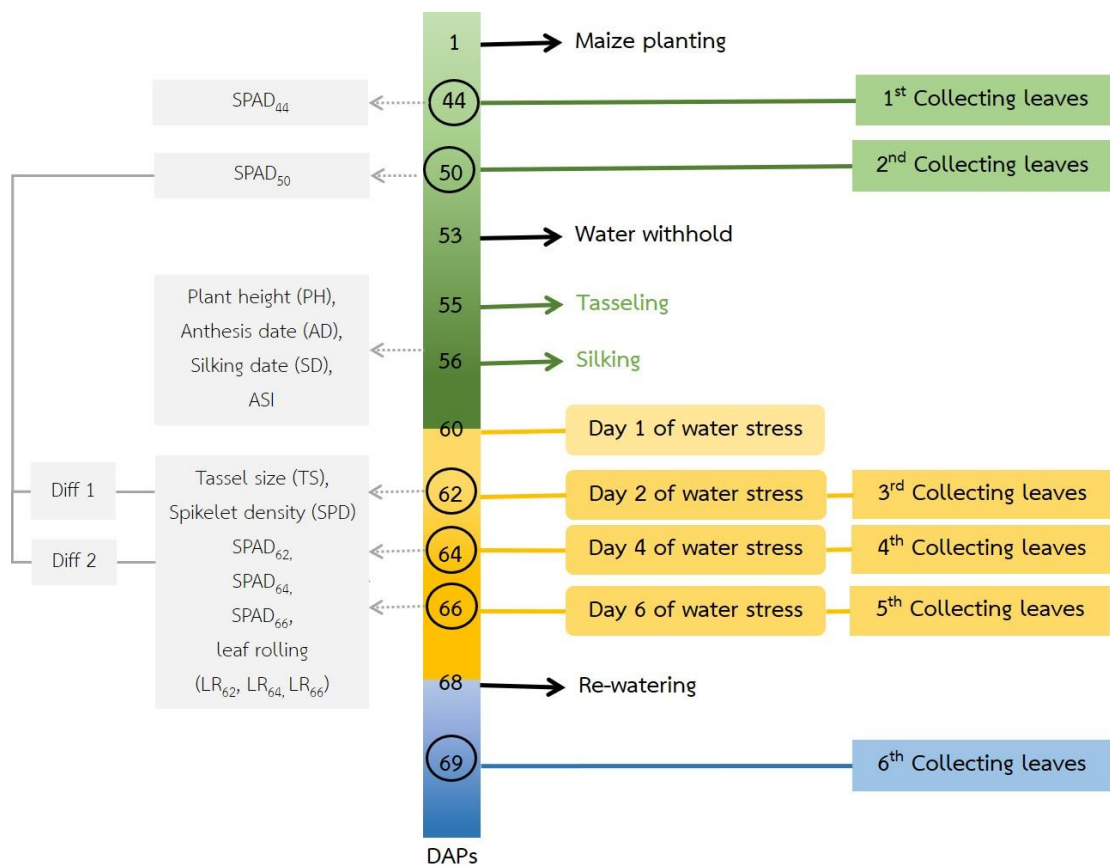 1
Maize planting
SPAD44
44
1st Collecting leaves
SPAD50
50
2nd Collecting leaves
53
Water withhold
Plant height (PH),
Anthesis date (AD),
Silking date (SD),
ASI
55
Tasseling
56
Silking
60
Day 1 of water stress
Diff 1
Diff 2
Tassel size (TS),
Spikelet density (SPD)
SPAD62,
SPAD64,
SPAD66,
leaf rolling
(LR62, LR64, LR66)
62
Day 2 of water stress
3rd Collecting leaves
64
Day 4 of water stress
4th Collecting leaves
66
Day 6 of water stress
5th Collecting leaves
68
Re-watering
69
6th Collecting leaves
DAPs